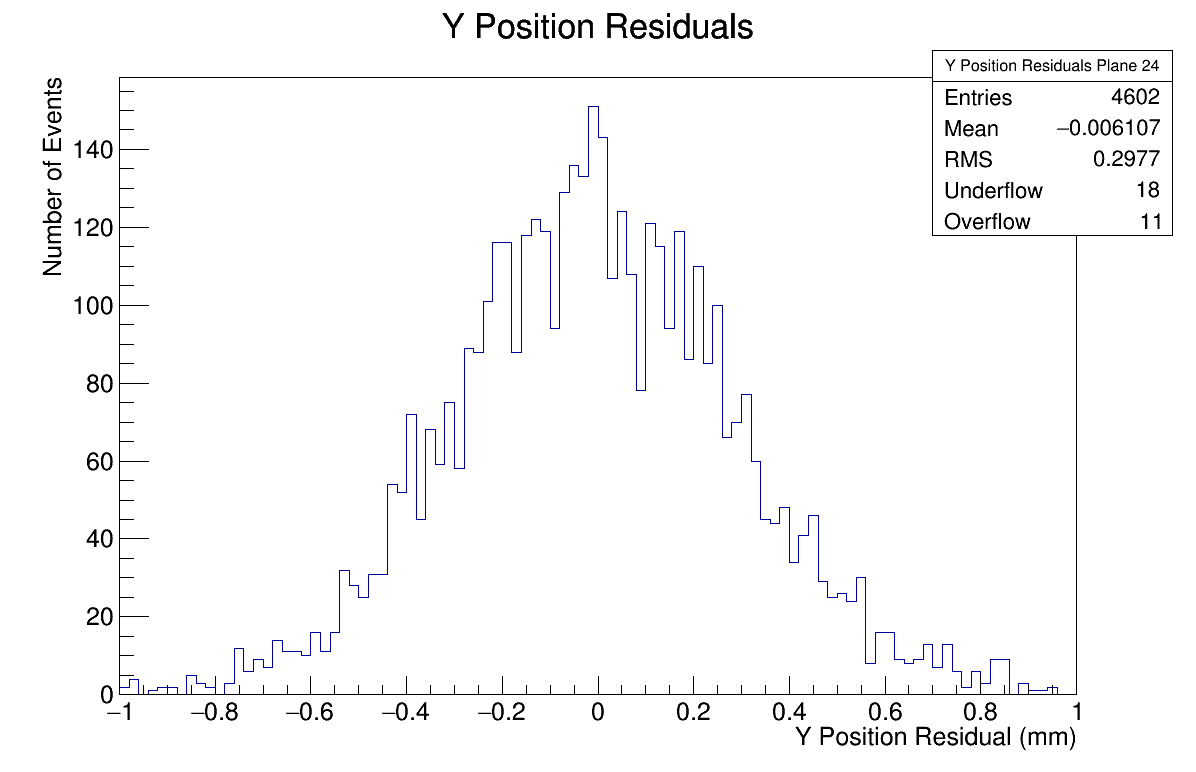 Y Position Residuals
Y Position Residuals Plane 24
Entries 4602
Mean −0.006107
RMS 0.2977
Underflow 18
Overflow 11
Number of Events
140
120
100
80
60
40
20
0
−1 −0.8 −0.6 −0.4 −0.2 0 0.2 0.4 0.6 0.8 1
Y Position Residual (mm)